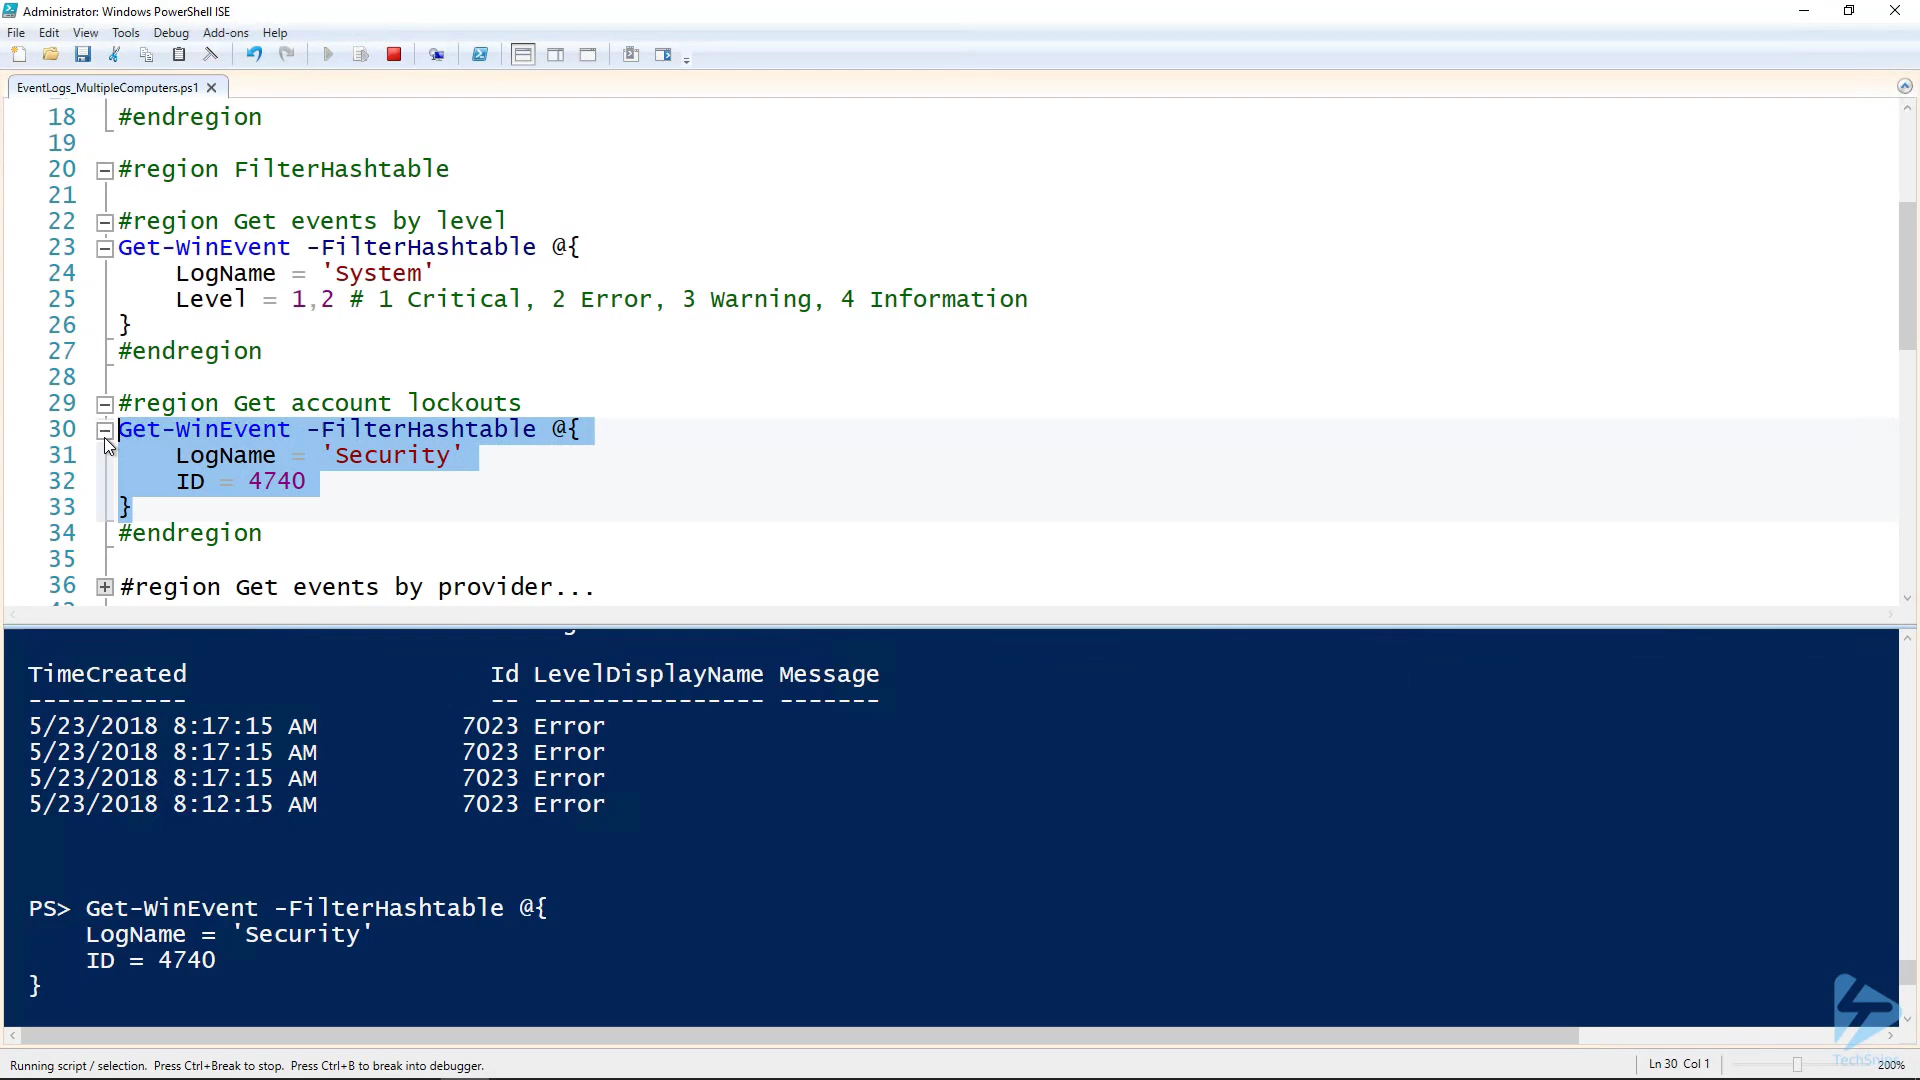 Administrator: Windows PowerShell ISE
File Edit View Tools Debug Add-ons Help
EventLogs_MultipleComputers.ps1
18 #endregion
19
20 #region FilterHashtable
21
22 #region Get events by level
23 Get-WinEvent -FilterHashtable @{
24 LogName = 'System'
25 Level = 1,2 # 1 Critical, 2 Error, 3 Warning, 4 Information
26 }
27 #endregion
28
29 #region Get account lockouts
30 Get-WinEvent -FilterHashtable @{
31 LogName = 'Security'
32 ID = 4740
33 }
34 #endregion
35
36 #region Get events by provider...
TimeCreated Id LevelDisplayName Message
----------- -- ---------------- -------
5/23/2018 8:17:15 AM 7023 Error
5/23/2018 8:17:15 AM 7023 Error
5/23/2018 8:17:15 AM 7023 Error
5/23/2018 8:12:15 AM 7023 Error
PS> Get-WinEvent -FilterHashtable @{
LogName = 'Security'
ID = 4740
}
TechSnips
Running script / selection. Press Ctrl+Break to stop. Press Ctrl+B to break into debugger.
Ln 30 Col 1
200%